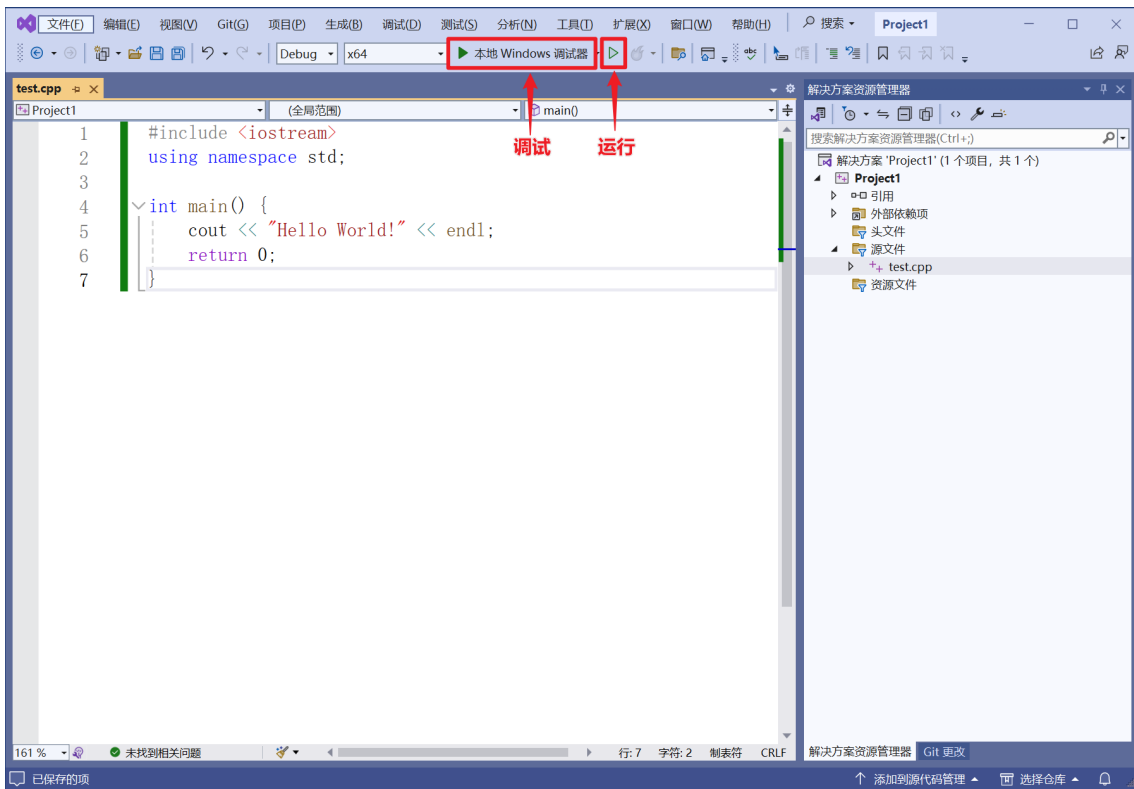 文件(F) 编辑(E) 视图(V) Git(G) 项目(P) 生成(B) 调试(D) 测试(S) 分析(N) 工具(T) 扩展(X) 窗口(W) 帮助(H) 搜索 Project1
Debug x64 本地 Windows 调试器
test.cpp
Project1 (全局范围) main()
调试 运行
1 #include <iostream>
2 using namespace std;
3
4 int main() {
5 cout << "Hello World!" << endl;
6 return 0;
7 }
解决方案资源管理器
搜索解决方案资源管理器(Ctrl+;)
解决方案 'Project1' (1 个项目，共 1 个)
Project1
引用
外部依赖项
头文件
源文件
test.cpp
资源文件
161 % 未找到相关问题 行: 7 字符: 2 制表符 CRLF
解决方案资源管理器 Git 更改
已保存的项 添加到源代码管理 选择仓库